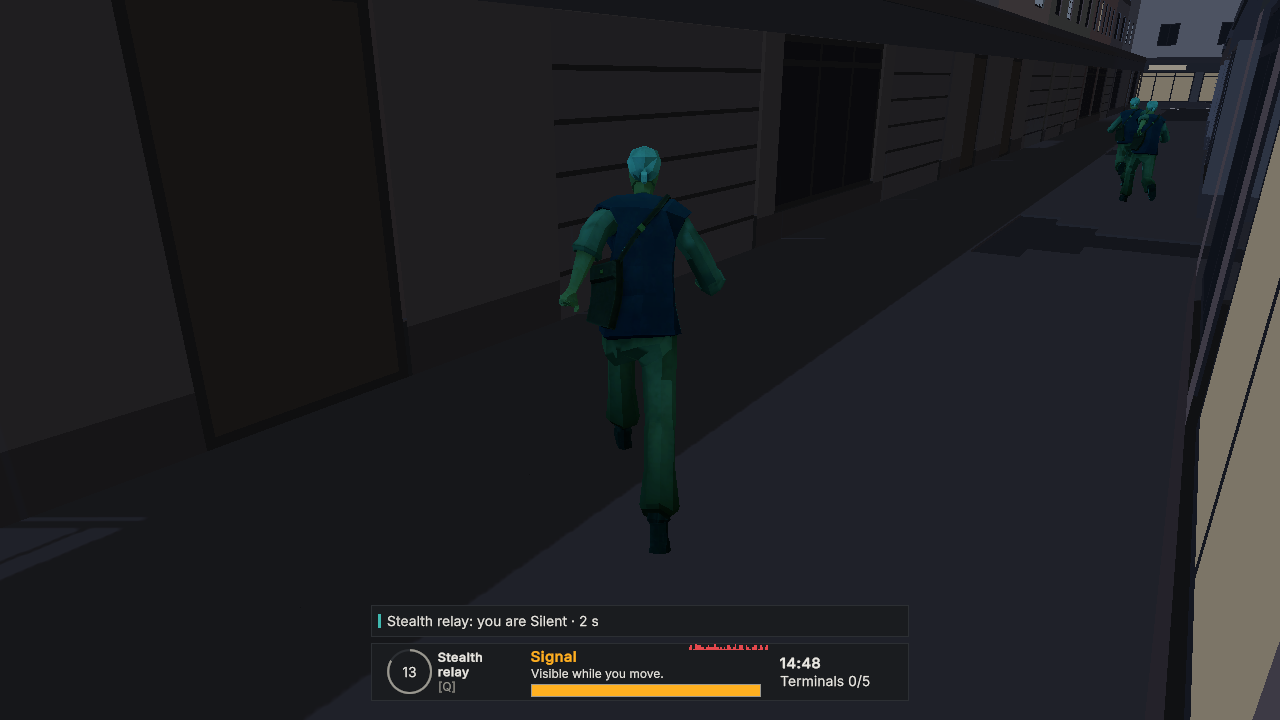 Stealth relay: you are Silent · 2 s
13
Stealth
relay
[Q]
Signal
Visible while you move.
14:48
Terminals 0/5